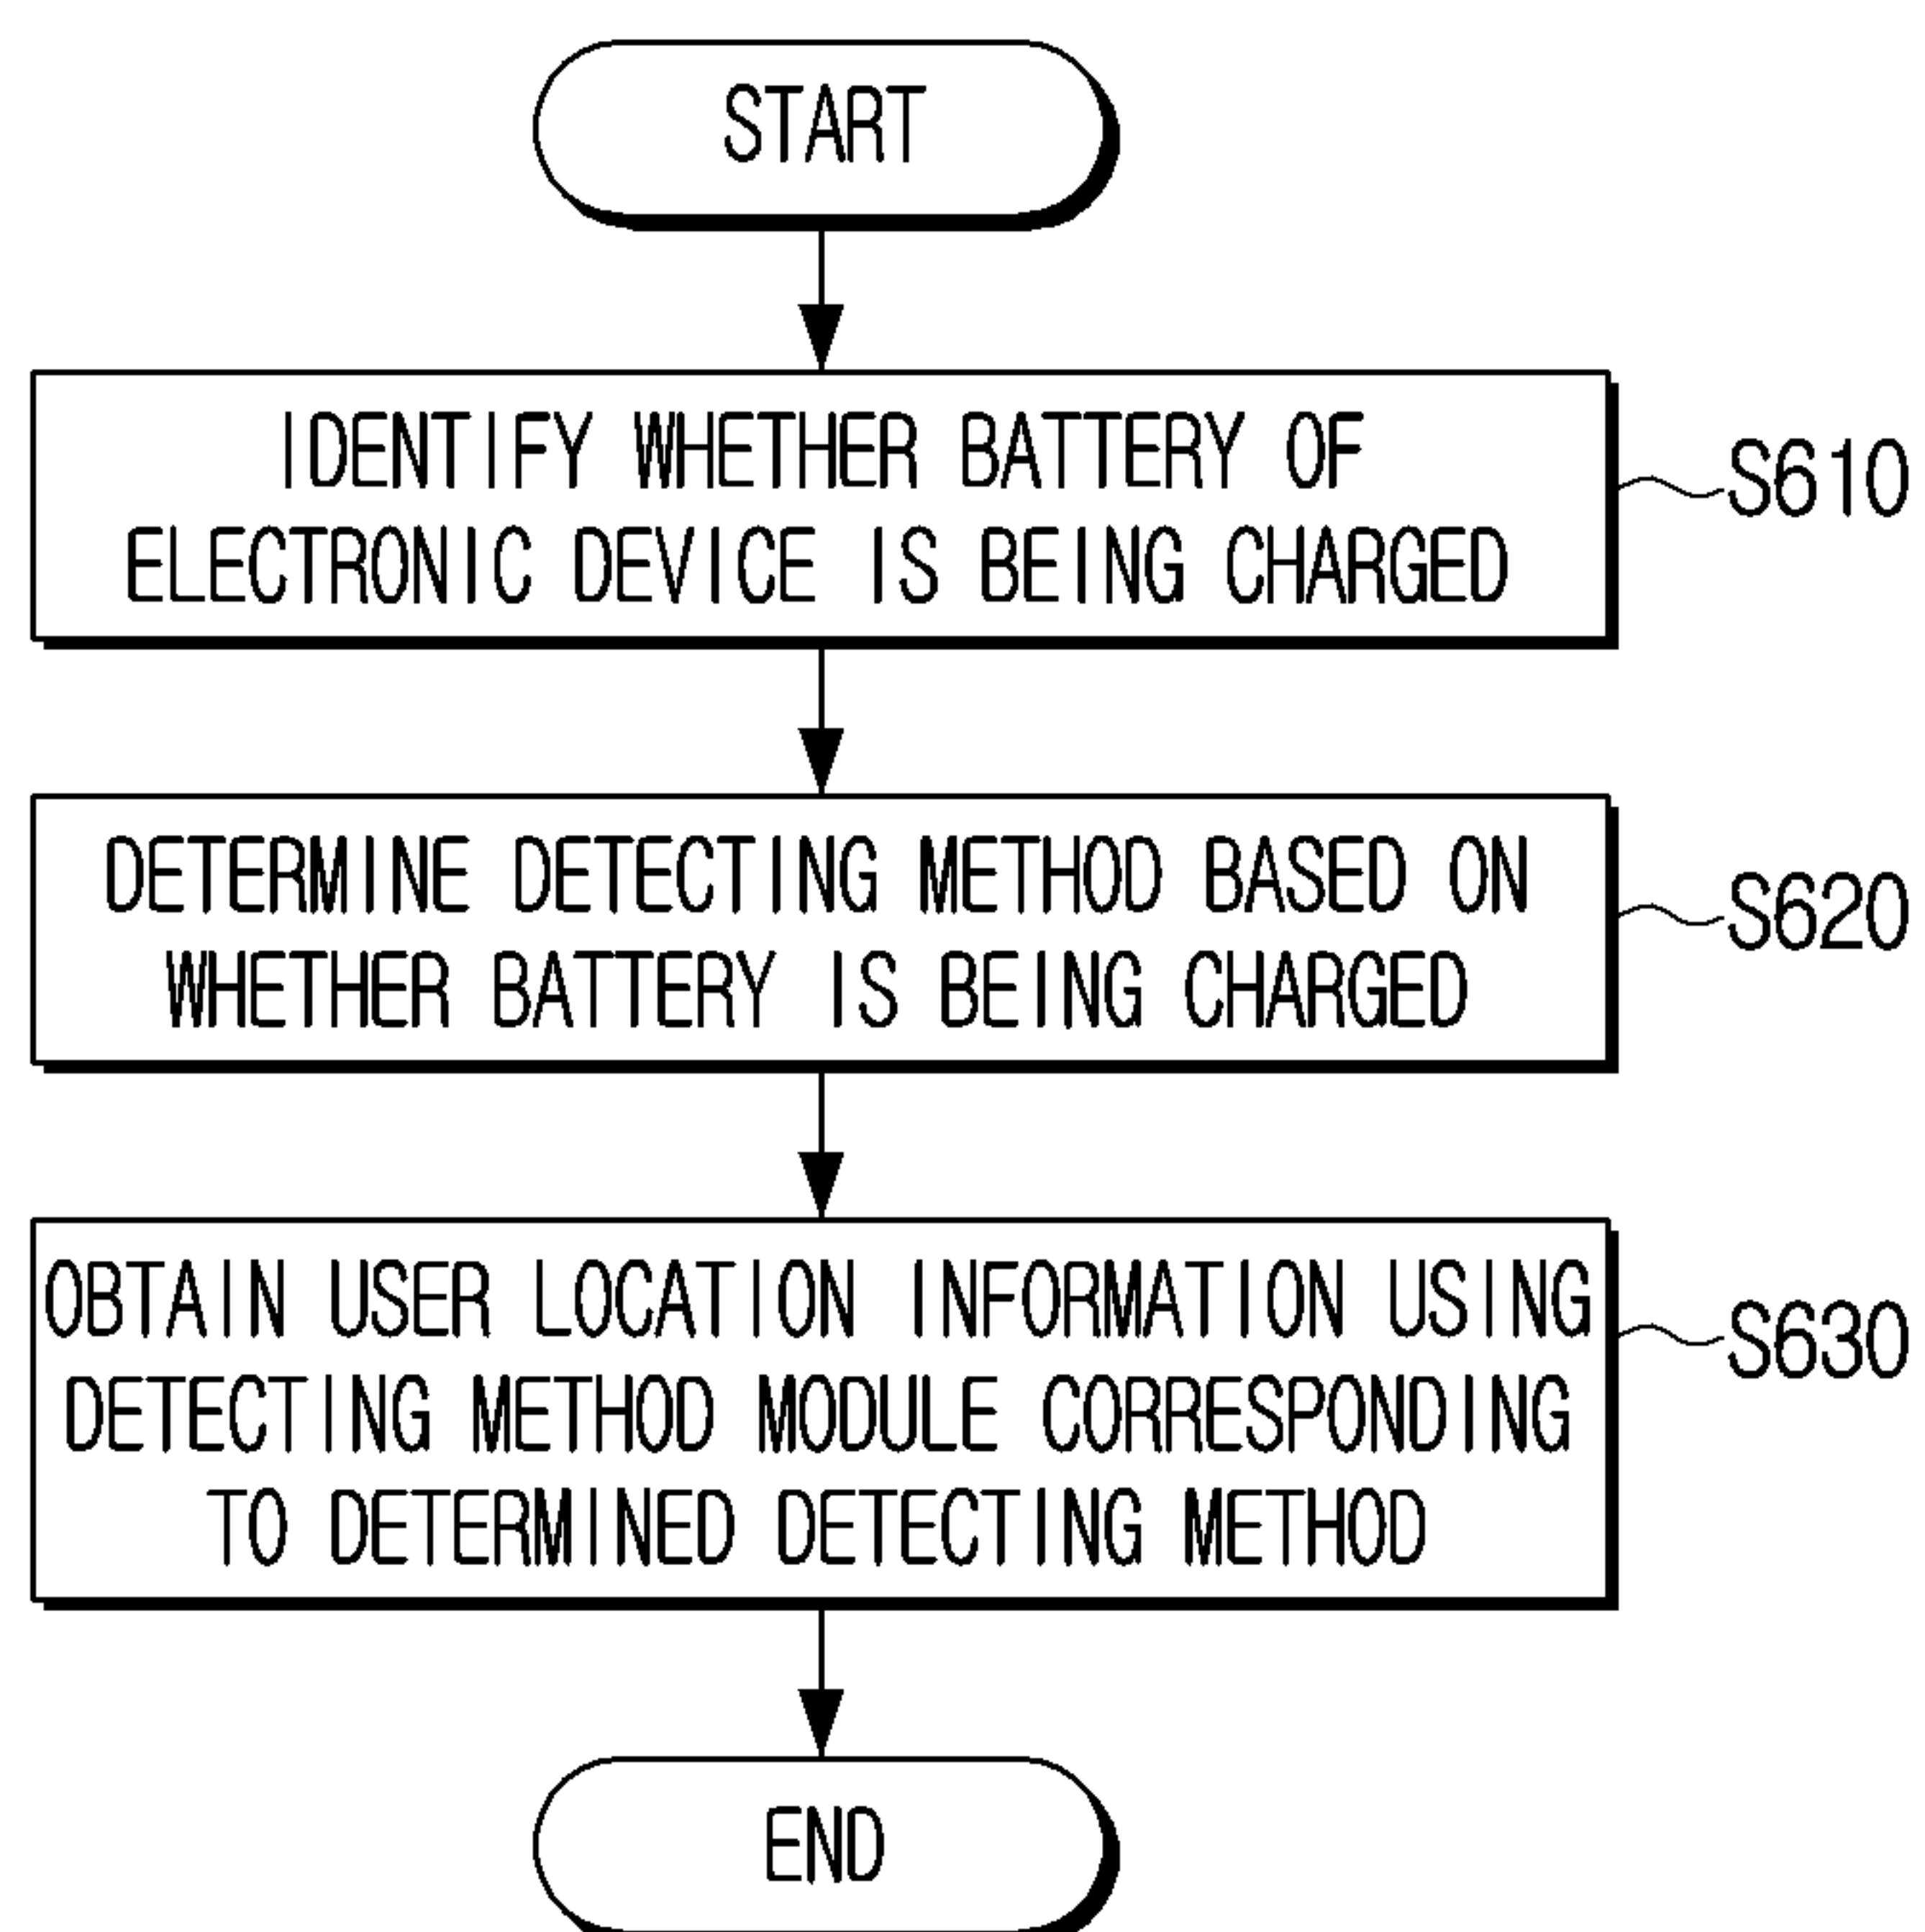 START
IDENTIFY WHETHER BATTERY OF
ELECTRONIC DEVICE IS BEING CHARGED
S610
DETERMINE DETECTING METHOD BASED ON
WHETHER BATTERY IS BEING CHARGED
S620
OBTAIN USER LOCATION INFORMATION USING
DETECTING METHOD MODULE CORRESPONDING
TO DETERMINED DETECTING METHOD
S630
END